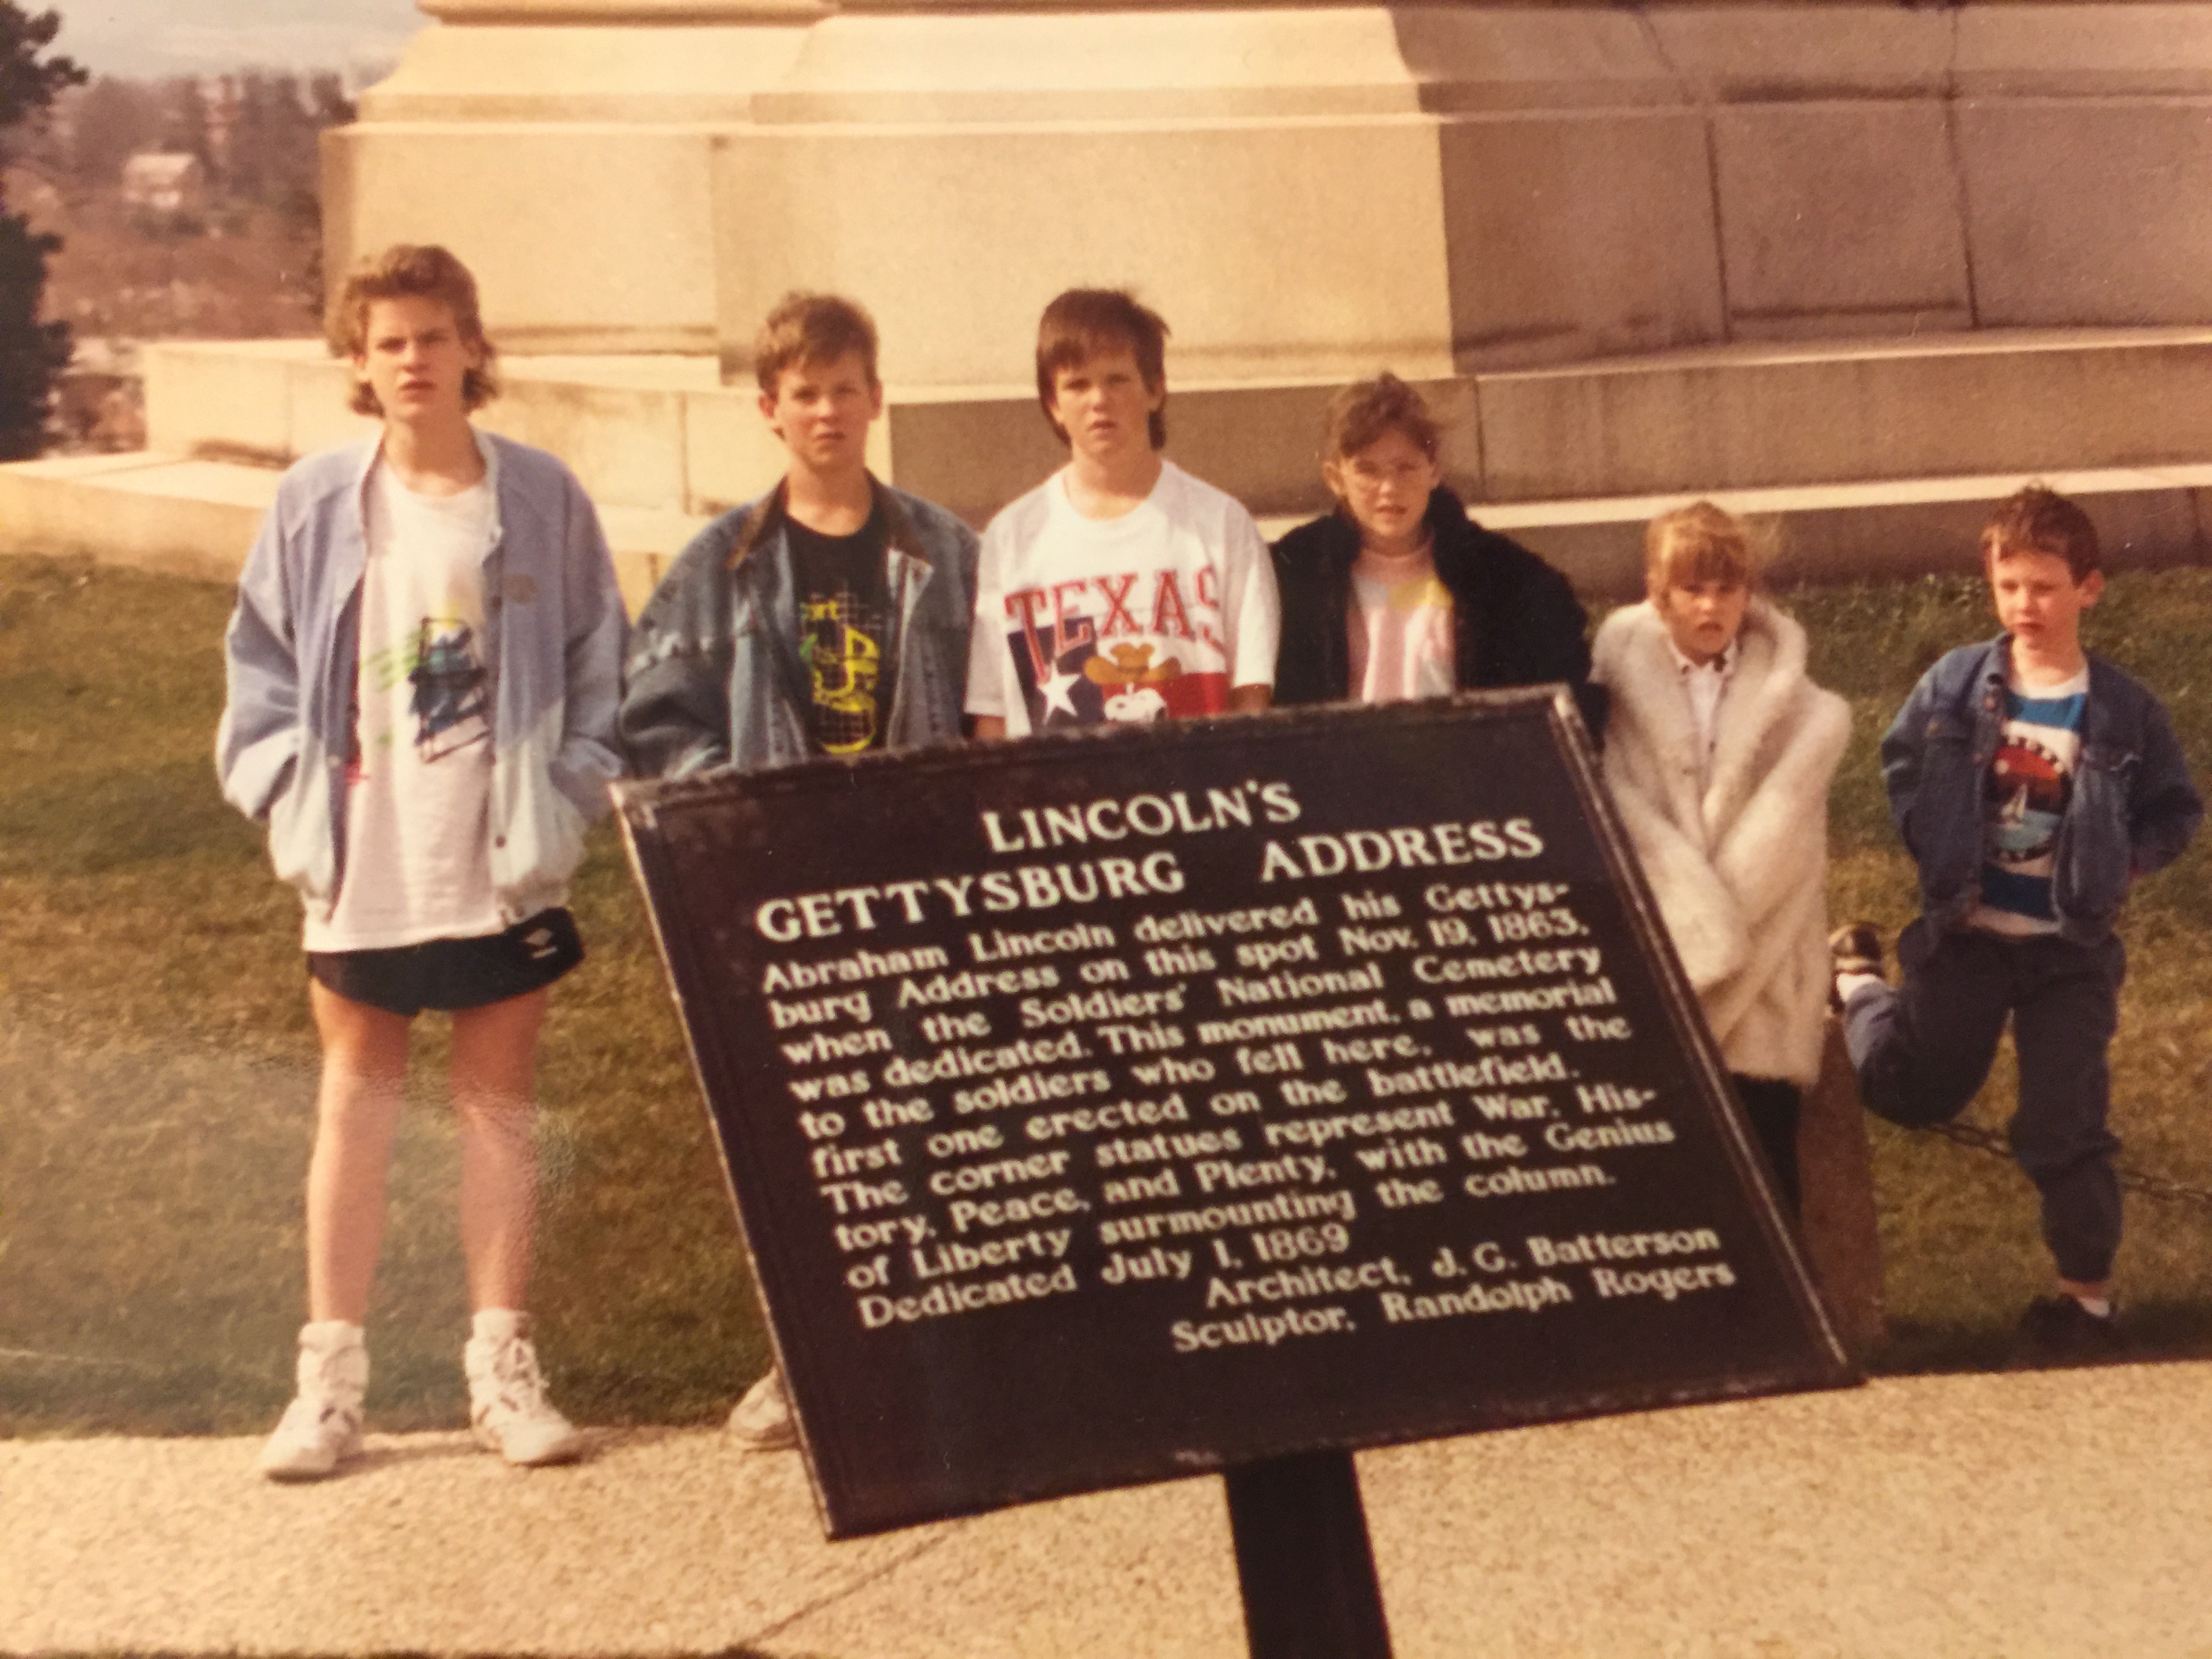 TEXAS
LINCOLN'S
GETTYSBURG ADDRESS
Abraham Lincoln delivered his Gettys-
burg Address on this spot Nov. 19, 1863,
when the Soldiers' National Cemetery
was dedicated. This monument, a memorial
to the soldiers who fell here, was the
first one erected on the battlefield.
The corner statues represent War, His-
tory, Peace, and Plenty, with the Genius
of Liberty surmounting the column.
Dedicated July 1, 1869
Architect, J. G. Batterson
Sculptor, Randolph Rogers